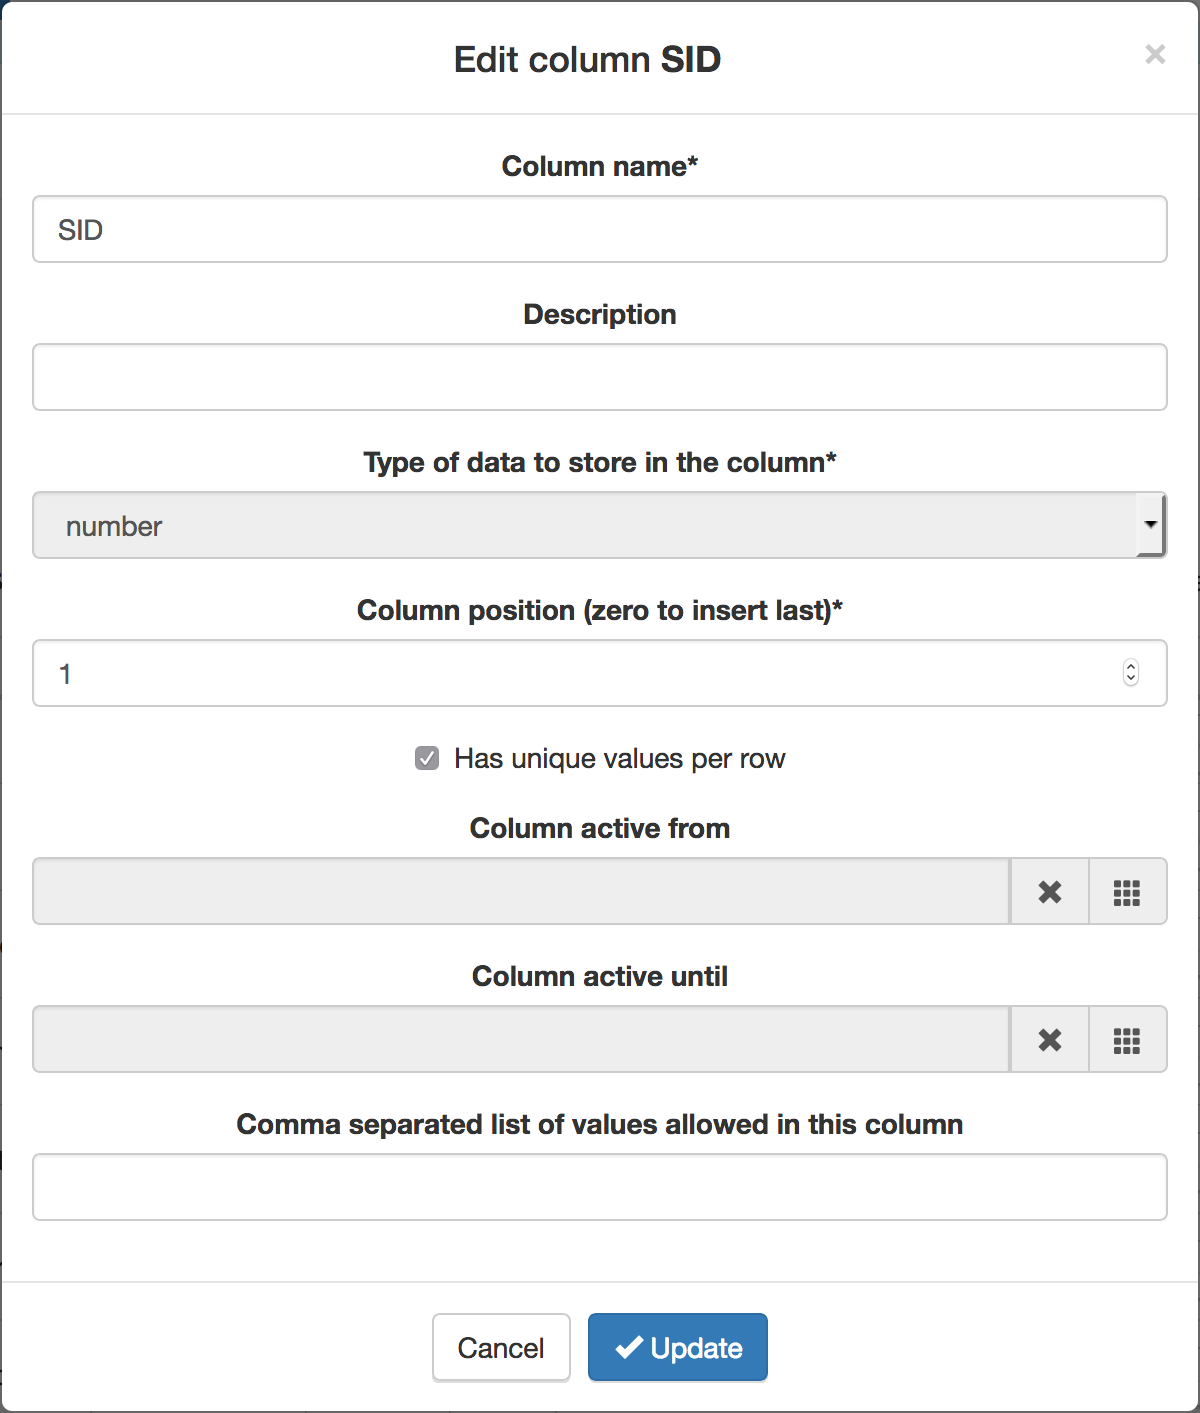 Edit column SID
Column name*
SID
Description
Type of data to store in the column*
number
Column position (zero to insert last)*
1
Has unique values per row
Column active from
Column active until
Comma separated list of values allowed in this column
Cancel
Update